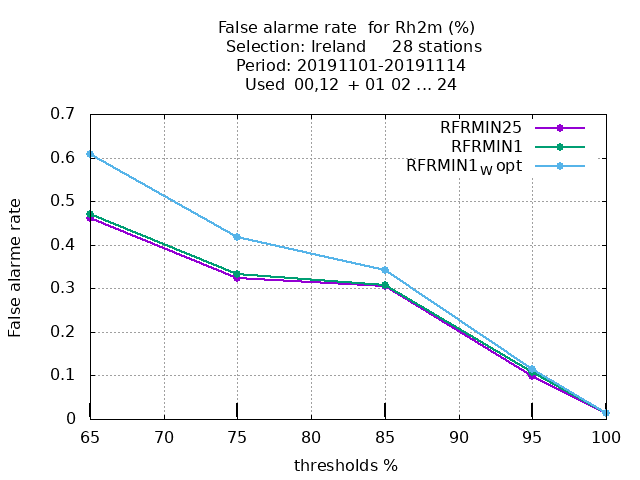 False alarme rate  for Rh2m (%)
Selection: Ireland     28 stations
Period: 20191101-20191114
Used  00,12  + 01 02 ... 24
RFRMIN25
RFRMIN1
RFRMIN1W opt
False alarme rate
0.7
0.6
0.5
0.4
0.3
0.2
0.1
0
65 70 75 80 85 90 95 100
thresholds %